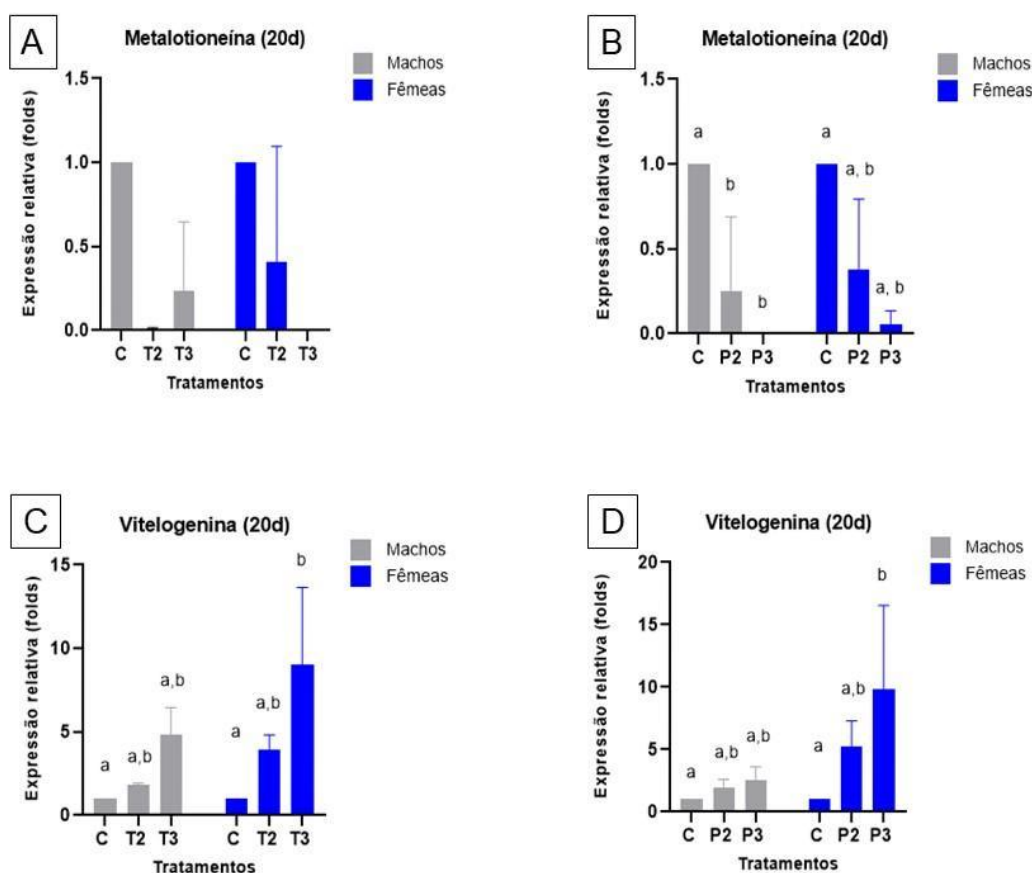 A
Metalotioneína (20d)
Machos
Fêmeas
Expressão relativa (folds)
1.5
1.0
0.5
0.0
C T2 T3 C T2 T3
Tratamentos
B
Metalotioneína (20d)
Machos
Fêmeas
Expressão relativa (folds)
1.5
1.0
0.5
0.0
a b b a a, b a, b
C P2 P3 C P2 P3
Tratamentos
C
Vitelogenina (20d)
Machos
Fêmeas
Expressão relativa (folds)
15
10
5
0
a a,b a,b a a,b b
C T2 T3 C T2 T3
Tratamentos
D
Vitelogenina (20d)
Machos
Fêmeas
Expressão relativa (folds)
20
15
10
5
0
a a,b a,b a a,b b
C P2 P3 C P2 P3
Tratamentos